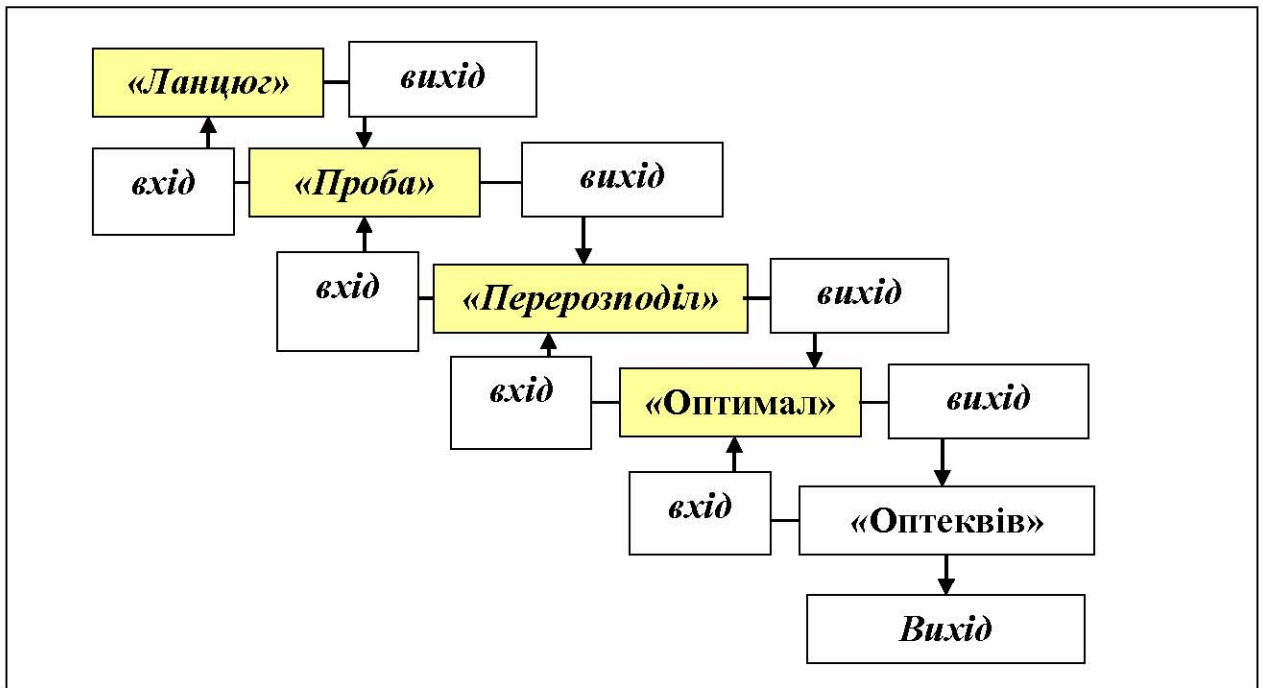 «Ланцюг»
вихід
вхід
«Проба»
вихід
вхід
«Перерозподіл»
вихід
вхід
«Оптимал»
вихід
вхід
«Оптеквів»
Вихід